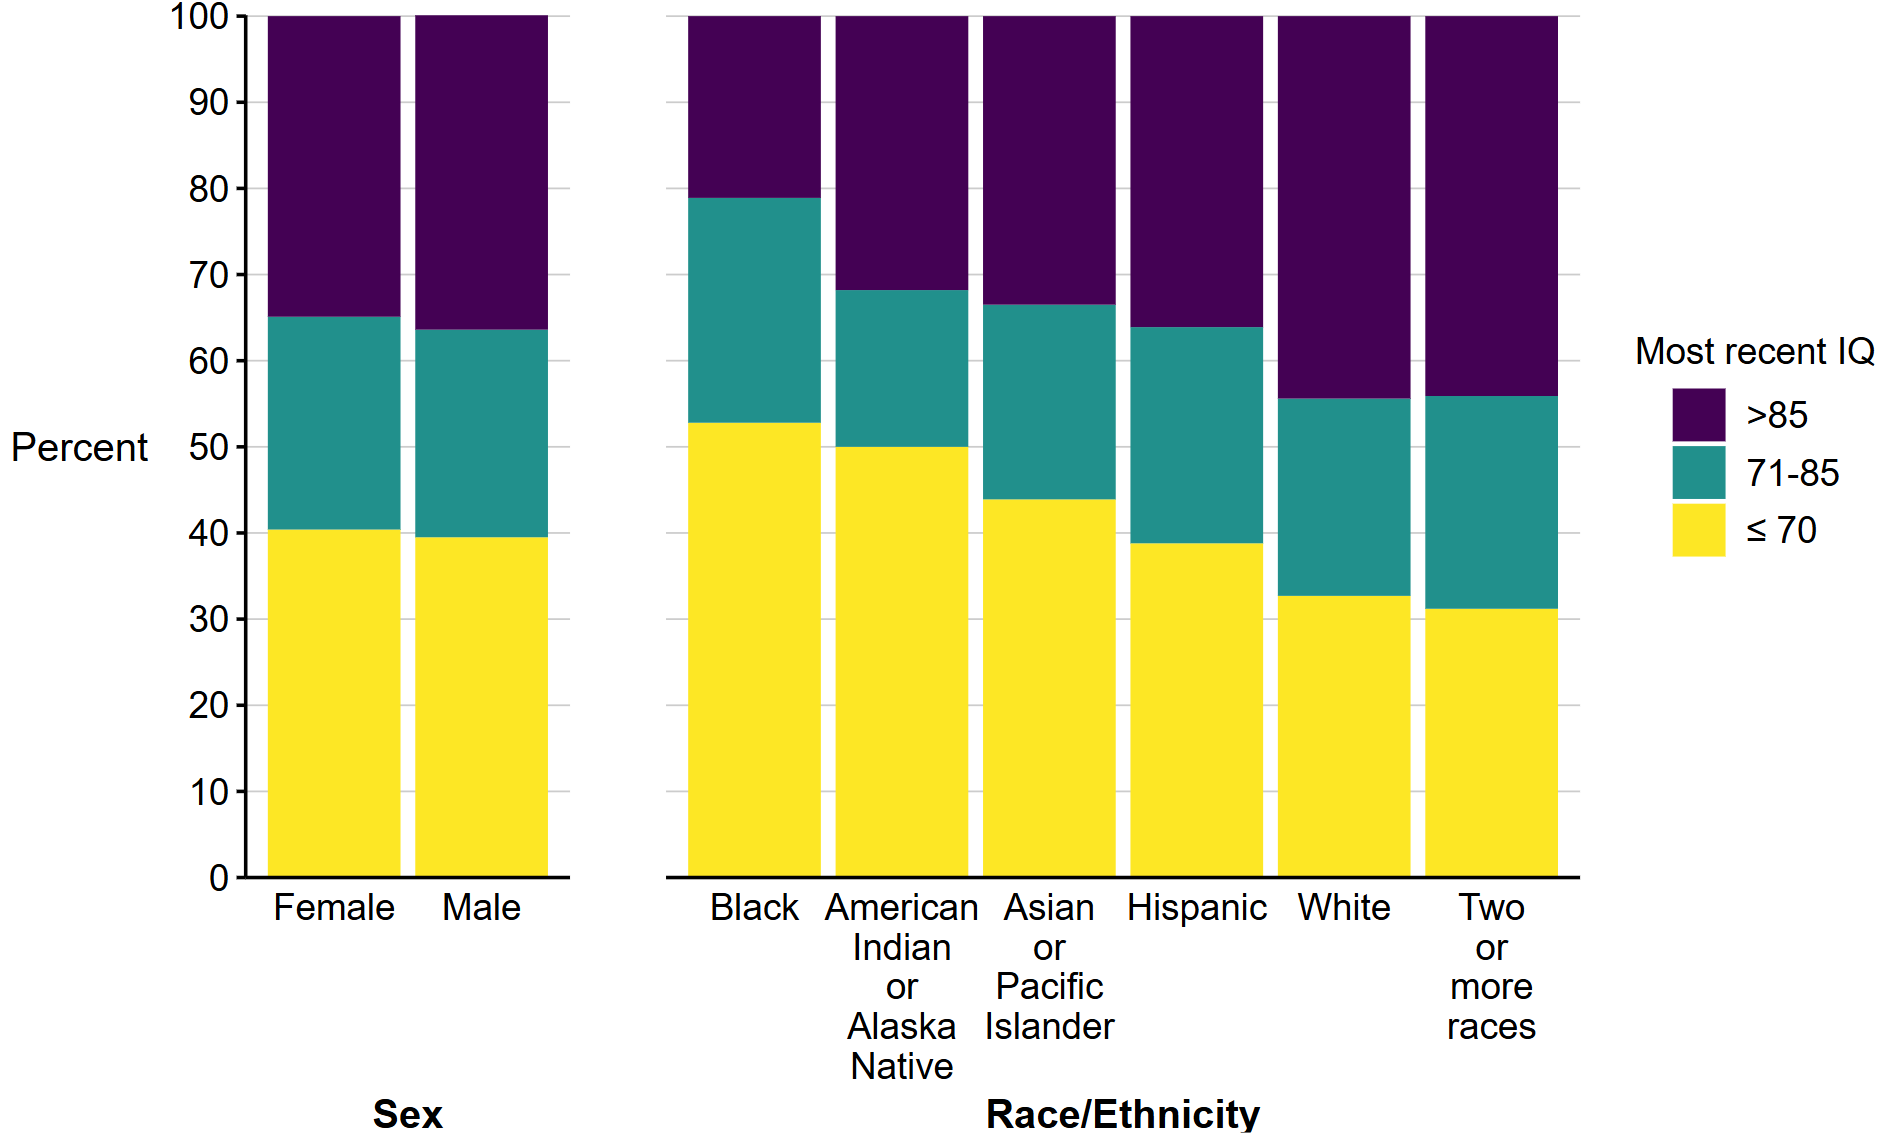 Percent
100
90
80
70
60
50
40
30
20
10
0
Female
Male
Sex
Black
American
Indian
or
Alaska
Native
Asian
or
Pacific
Islander
Hispanic
White
Two
or
more
races
Race/Ethnicity
Most recent IQ
>85
71-85
≤ 70